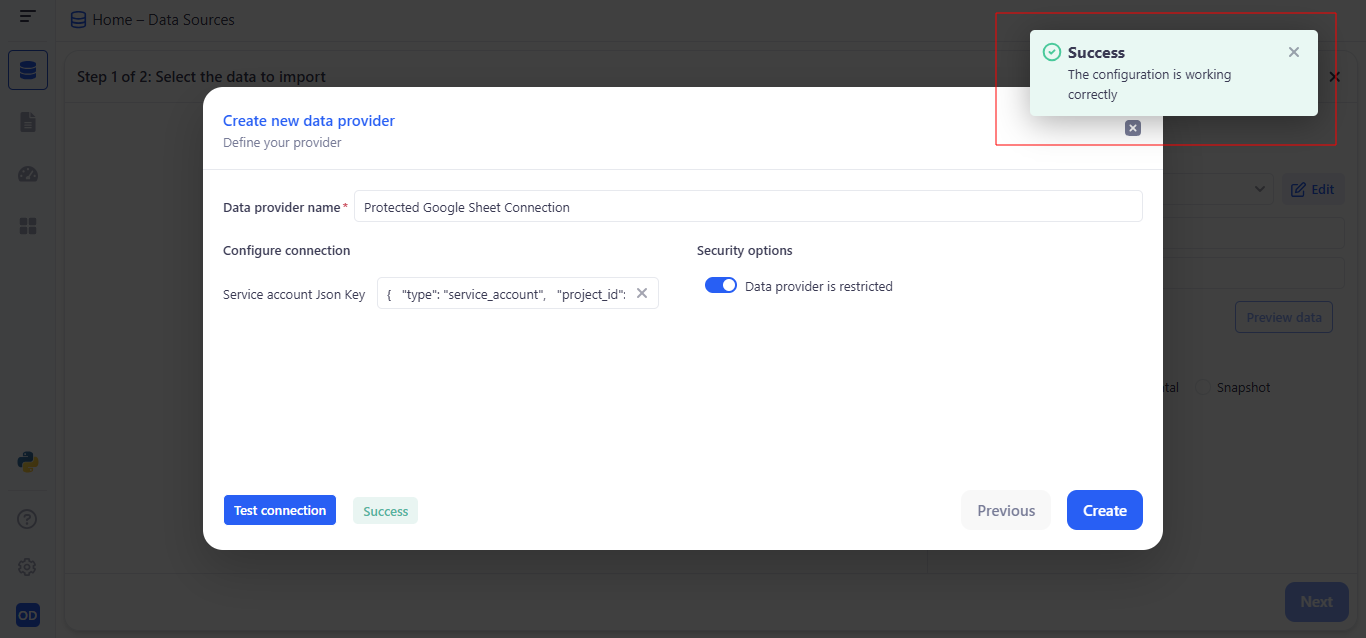 Home – Data Sources
Success
The configuration is working
correctly
Step 1 of 2: Select the data to import
Create new data provider
Define your provider
Data provider name*
Protected Google Sheet Connection
Edit
Configure connection
Security options
Service account Json Key
{ "type": "service_account", "project_id":
Data provider is restricted
Preview data
Snapshot
Test connection
Success
Previous
Create
Next
OD